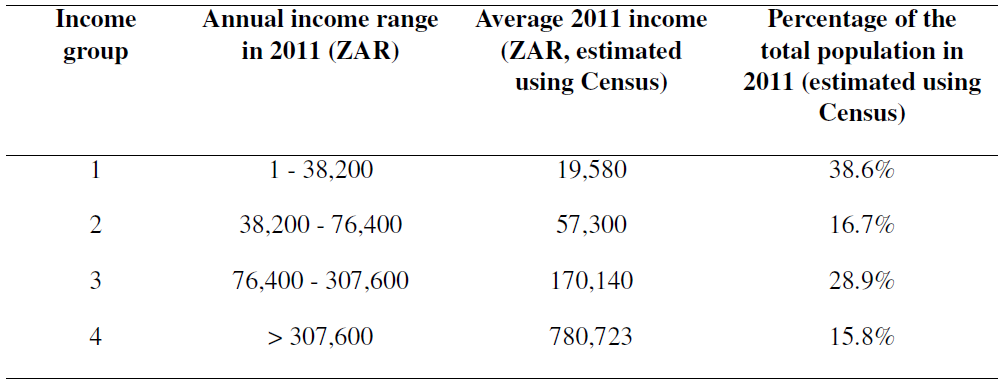 Income Annual income range Average 2011 income Percentage of the
group in 2011 (ZAR) (ZAR, estimated total population in
using Census) 2011 (estimated using
Census)
1 1 - 38,200 19,580 38.6%
2 38,200 - 76,400 57,300 16.7%
3 76,400 - 307,600 170,140 28.9%
4 > 307,600 780,723 15.8%